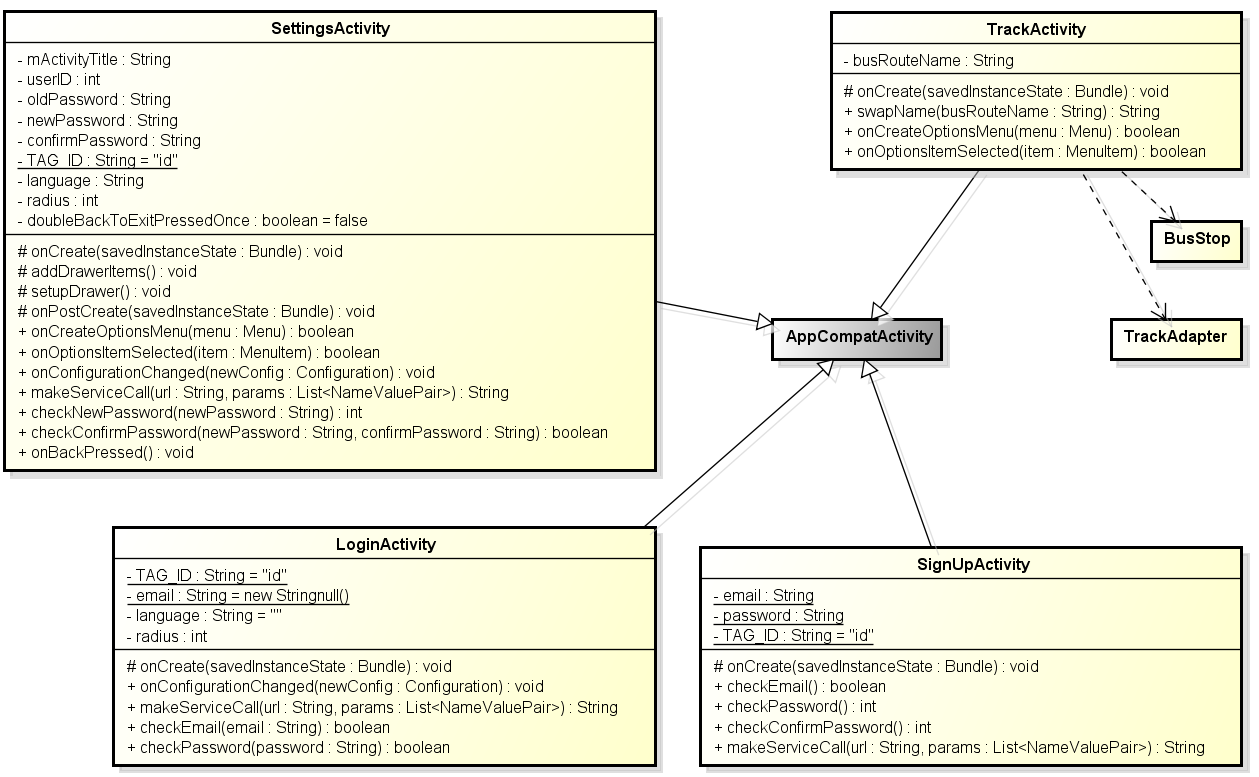 SettingsActivity
- mActivityTitle : String
- userID : int
- oldPassword : String
- newPassword : String
- confirmPassword : String
- TAG_ID : String = "id"
- language : String
- radius : int
- doubleBackToExitPressedOnce : boolean = false
# onCreate(savedInstanceState : Bundle) : void
# addDrawerItems() : void
# setupDrawer() : void
# onPostCreate(savedInstanceState : Bundle) : void
+ onCreateOptionsMenu(menu : Menu) : boolean
+ onOptionsItemSelected(item : MenuItem) : boolean
+ onConfigurationChanged(newConfig : Configuration) : void
+ makeServiceCall(url : String, params : List<NameValuePair>) : String
+ checkNewPassword(newPassword : String) : int
+ checkConfirmPassword(newPassword : String, confirmPassword : String) : boolean
+ onBackPressed() : void
TrackActivity
- busRouteName : String
# onCreate(savedInstanceState : Bundle) : void
+ swapName(busRouteName : String) : String
+ onCreateOptionsMenu(menu : Menu) : boolean
+ onOptionsItemSelected(item : MenuItem) : boolean
BusStop
AppCompatActivity
TrackAdapter
LoginActivity
- TAG_ID : String = "id"
- email : String = new Stringnull()
- language : String = ""
- radius : int
# onCreate(savedInstanceState : Bundle) : void
+ onConfigurationChanged(newConfig : Configuration) : void
+ makeServiceCall(url : String, params : List<NameValuePair>) : String
+ checkEmail(email : String) : boolean
+ checkPassword(password : String) : boolean
SignUpActivity
- email : String
- password : String
- TAG_ID : String = "id"
# onCreate(savedInstanceState : Bundle) : void
+ checkEmail() : boolean
+ checkPassword() : int
+ checkConfirmPassword() : int
+ makeServiceCall(url : String, params : List<NameValuePair>) : String